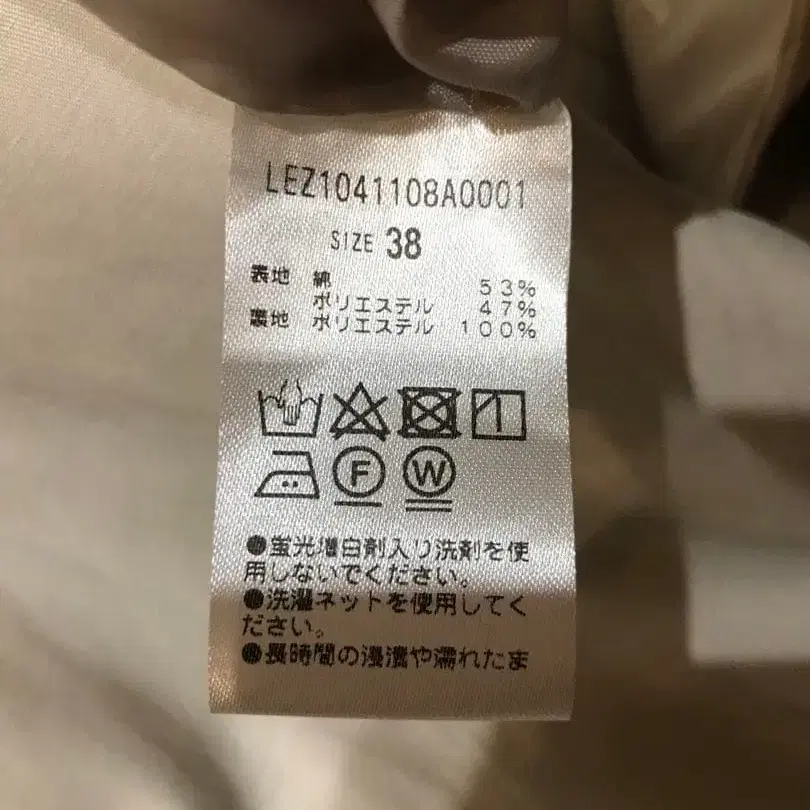 LEZ1041108A0001
SIZE 38
表地 綿 53%
ポリエステル 47%
裏地 ポリエステル 100%
F W
●蛍光増白剤入り洗剤を使
用しないでください。
●洗濯ネットを使用してく
ださい。
●長時間の浸漬や濡れたま